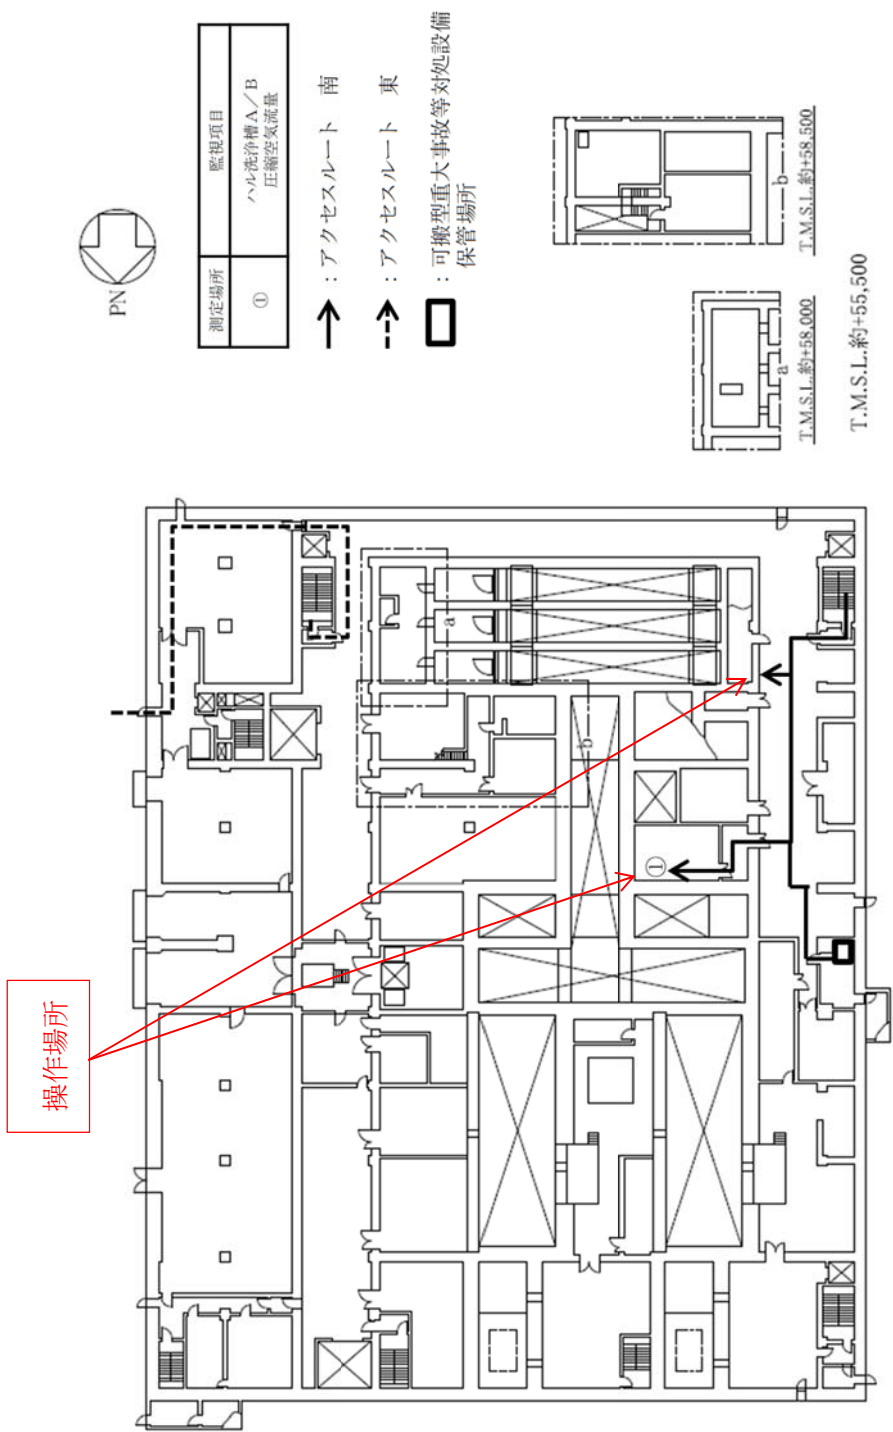 PN
測定場所
監視項目
①
ハル洗浄槽A/B
圧縮空気流量
：アクセスルート　南
：アクセスルート　東
：可搬型重大事故等対処設備
保管場所
a
T.M.S.L.約+58,000
b
T.M.S.L.約+58,500
T.M.S.L.約+55,500
操作場所
a
b
①